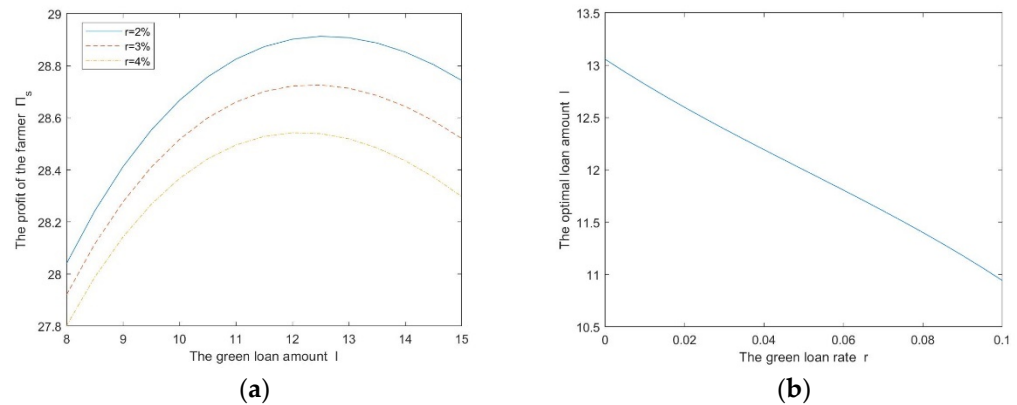 29
28.8
28.6
28.4
28.2
28
27.8
The profit of the farmer Π_s
r=2%
r=3%
r=4%
8 9 10 11 12 13 14 15
The green loan amount l
(a)
13.5
13
12.5
12
11.5
11
10.5
The optimal loan amount l
0 0.02 0.04 0.06 0.08 0.1
The green loan rate r
(b)